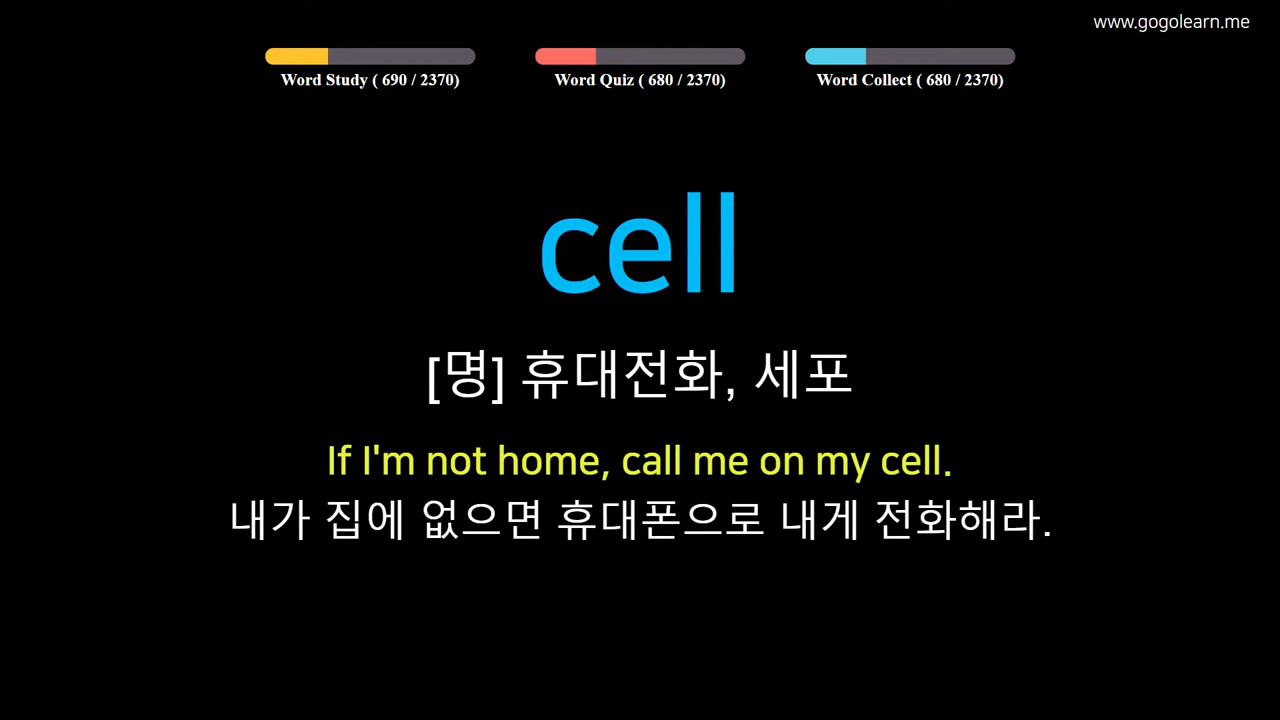 www.gogolearn.me
Word Study ( 690 / 2370)
Word Quiz ( 680 / 2370)
Word Collect ( 680 / 2370)
cell
[명] 휴대전화, 세포
If I'm not home, call me on my cell.
내가 집에 없으면 휴대폰으로 내게 전화해라.